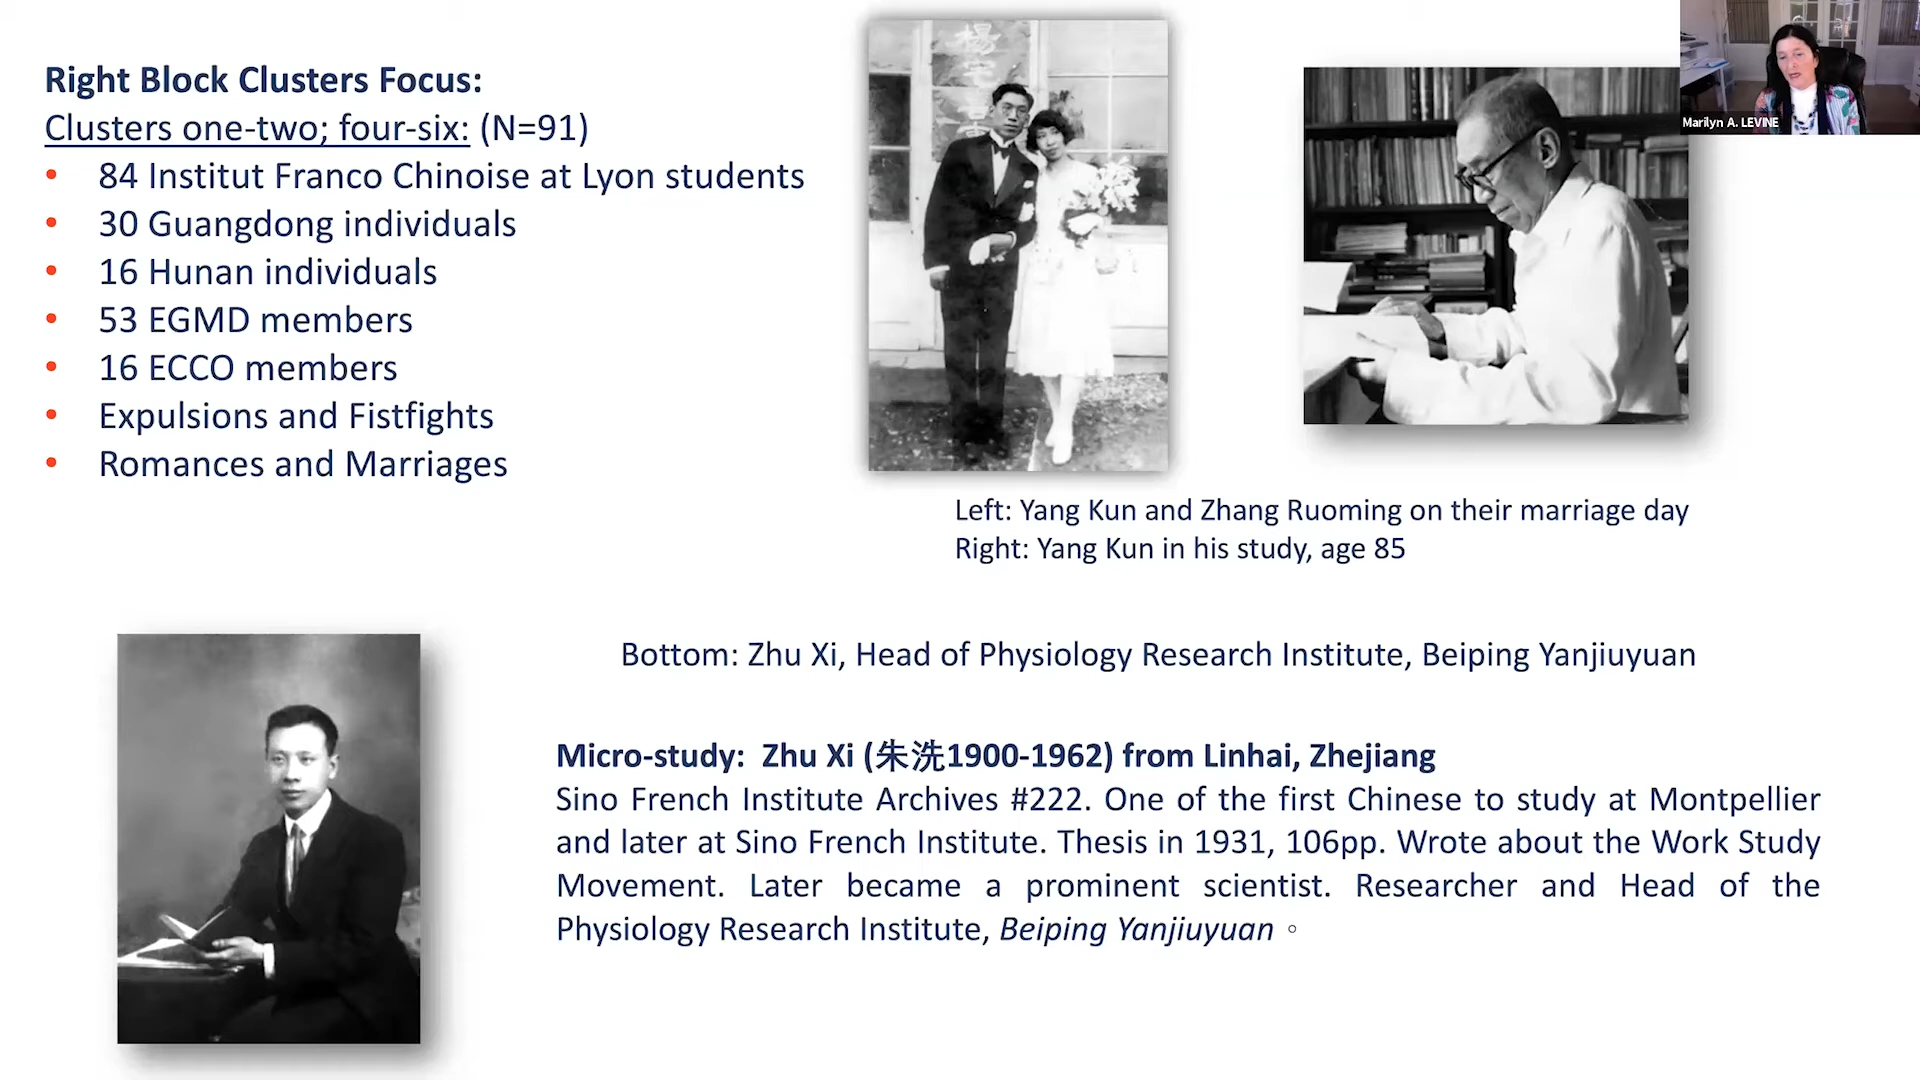 Right Block Clusters Focus:
Clusters one-two; four-six: (N=91)
• 84 Institut Franco Chinoise at Lyon students
• 30 Guangdong individuals
• 16 Hunan individuals
• 53 EGMD members
• 16 ECCO members
• Expulsions and Fistfights
• Romances and Marriages
Marilyn A. LEVINE
Left: Yang Kun and Zhang Ruoming on their marriage day
Right: Yang Kun in his study, age 85
Bottom: Zhu Xi, Head of Physiology Research Institute, Beiping Yanjiuyuan
Micro-study: Zhu Xi (朱洗1900-1962) from Linhai, Zhejiang
Sino French Institute Archives #222. One of the first Chinese to study at Montpellier
and later at Sino French Institute. Thesis in 1931, 106pp. Wrote about the Work Study
Movement. Later became a prominent scientist. Researcher and Head of the
Physiology Research Institute, Beiping Yanjiuyuan 。